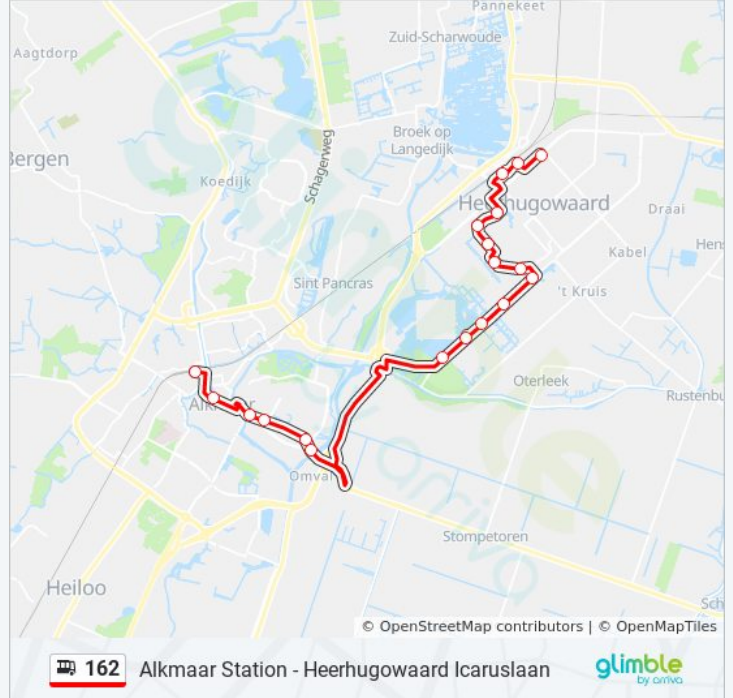 Pannekeet
Zuid-Scharwoude
Aagtdorp
Broek op
Langedijk
Bergen
Koedijk
Schagerweg
Heerhugowaard
Draai
Kabel
Sint Pancras
't Kruis
Oterleek
Alkmaar
Omval
Stompetoren
Heiloo
© OpenStreetMap contributors | © OpenMapTiles
162 Alkmaar Station - Heerhugowaard Icaruslaan
glimble
by arriva